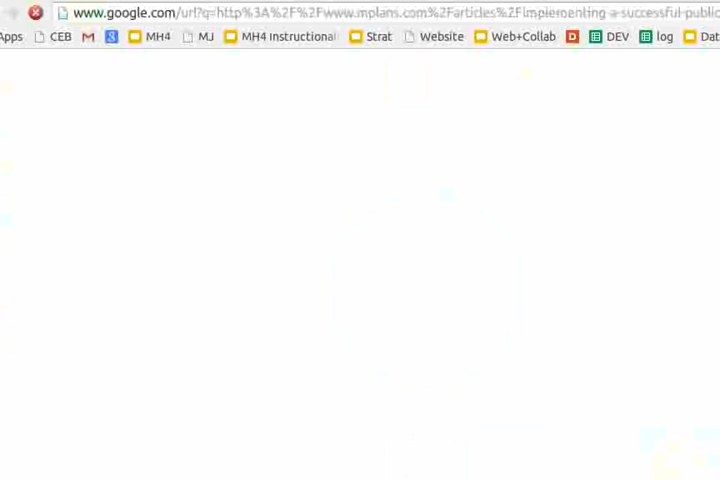 www.google.com/url?q=http%3A%2F%2Fwww.mplans.com%2Farticles%2Fimplementing-a-successful-public
Apps CEB MH4 MJ MH4 Instructional Strat Website Web+Collab DEV log Dat